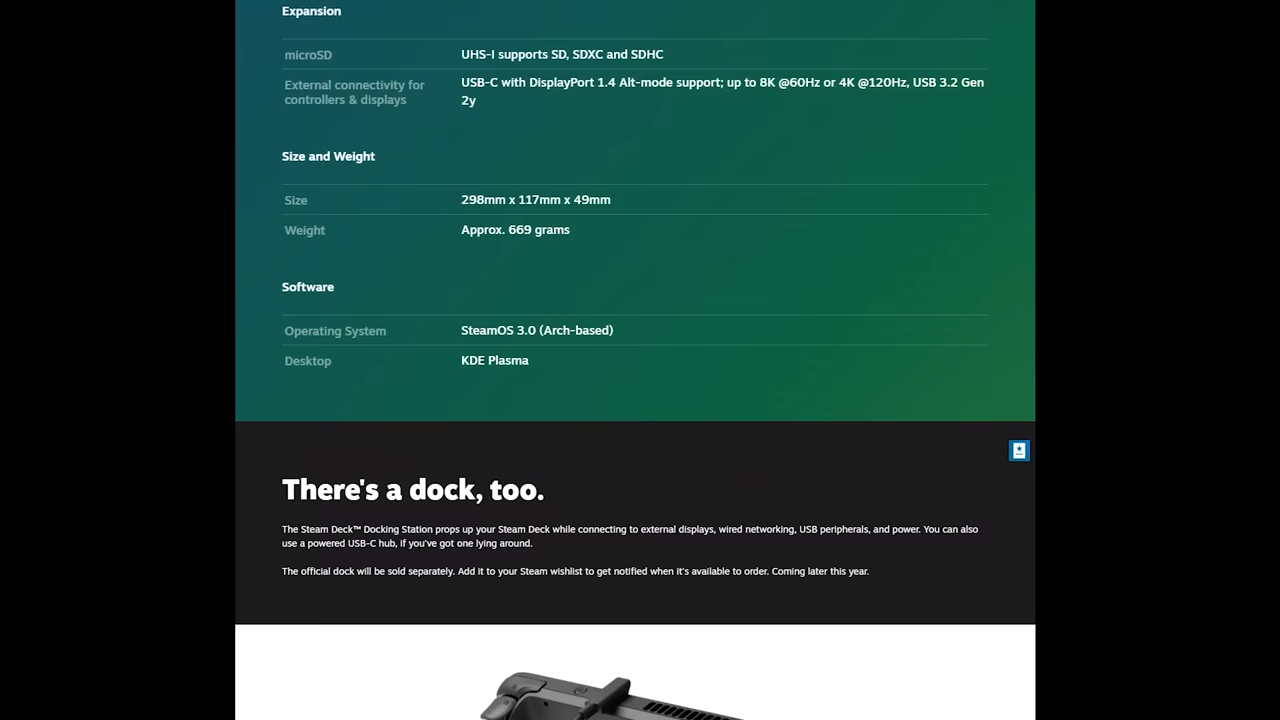 Expansion
microSD
UHS-I supports SD, SDXC and SDHC
External connectivity for
controllers & displays
USB-C with DisplayPort 1.4 Alt-mode support; up to 8K @60Hz or 4K @120Hz, USB 3.2 Gen
2y
Size and Weight
Size
298mm x 117mm x 49mm
Weight
Approx. 669 grams
Software
Operating System
SteamOS 3.0 (Arch-based)
Desktop
KDE Plasma
There's a dock, too.
The Steam Deck™ Docking Station props up your Steam Deck while connecting to external displays, wired networking, USB peripherals, and power. You can also
use a powered USB-C hub, if you've got one lying around.
The official dock will be sold separately. Add it to your Steam wishlist to get notified when it's available to order. Coming later this year.